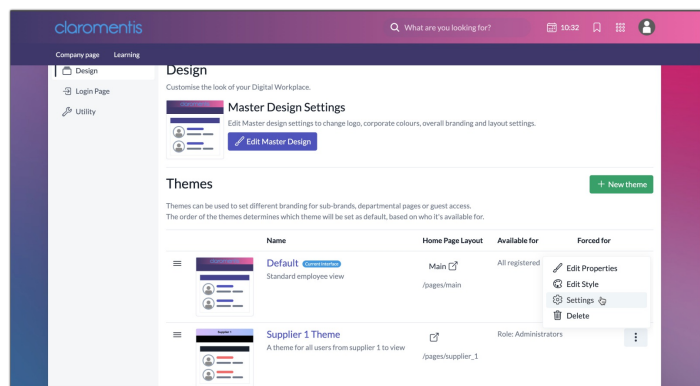 claromentis
What are you looking for?
10:32
Company page Learning
Design
Login Page
Utility
Design
Customise the look of your Digital Workplace.
Master Design Settings
Edit Master design settings to change logo, corporate colours, overall branding and layout settings.
Edit Master Design
Themes
+ New theme
Themes can be used to set different branding for sub-brands, departmental pages or guest access.
The order of the themes determines which theme will be set as default, based on who it's available for.
Name Home Page Layout Available for Forced for
Default Current interface
Standard employee view
Main
/pages/main
All registered
Edit Properties
Edit Style
Settings
Delete
Supplier 1
Supplier 1 Theme
A theme for all users from supplier 1 to view
/pages/supplier_1
Role: Administrators